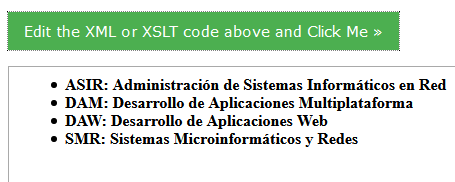 Edit the XML or XSLT code above and Click Me »
ASIR: Administración de Sistemas Informáticos en Red
DAM: Desarrollo de Aplicaciones Multiplataforma
DAW: Desarrollo de Aplicaciones Web
SMR: Sistemas Microinformáticos y Redes